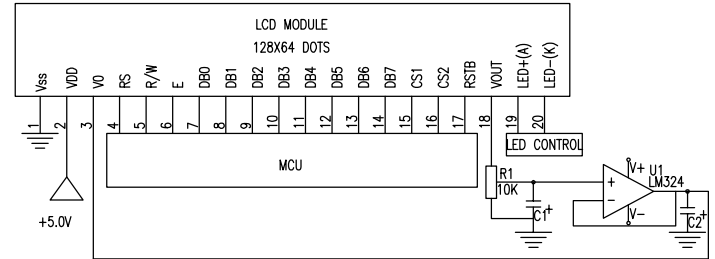 LCD MODULE
128X64 DOTS
Vss
VDD
V0
RS
R/W
E
DB0
DB1
DB2
DB3
DB4
DB5
DB6
DB7
CS1
CS2
RSTB
VOUT
LED+(A)
LED-(K)
1
2
3
4
5
6
7
8
9
10
11
12
13
14
15
16
17
18
19
20
MCU
LED CONTROL
+5.0V
R1
10K
C1
+
+
-
V+
V-
U1
LM324
C2
+